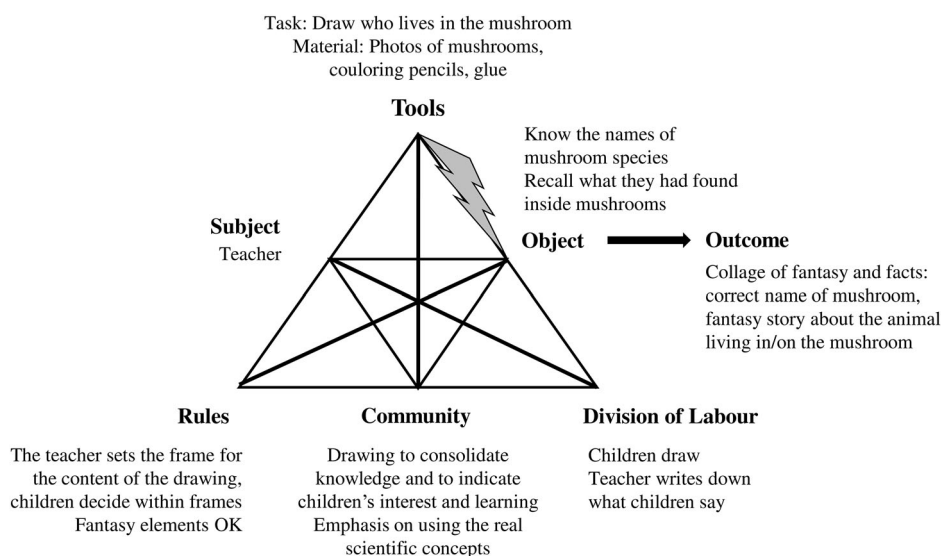 Task: Draw who lives in the mushroom
Material: Photos of mushrooms,
couloring pencils, glue
Tools
Know the names of
mushroom species
Recall what they had found
inside mushrooms
Subject
Teacher
Object
Outcome
Collage of fantasy and facts:
correct name of mushroom,
fantasy story about the animal
living in/on the mushroom
Rules
The teacher sets the frame for
the content of the drawing,
children decide within frames
Fantasy elements OK
Community
Drawing to consolidate
knowledge and to indicate
children’s interest and learning
Emphasis on using the real
scientific concepts
Division of Labour
Children draw
Teacher writes down
what children say